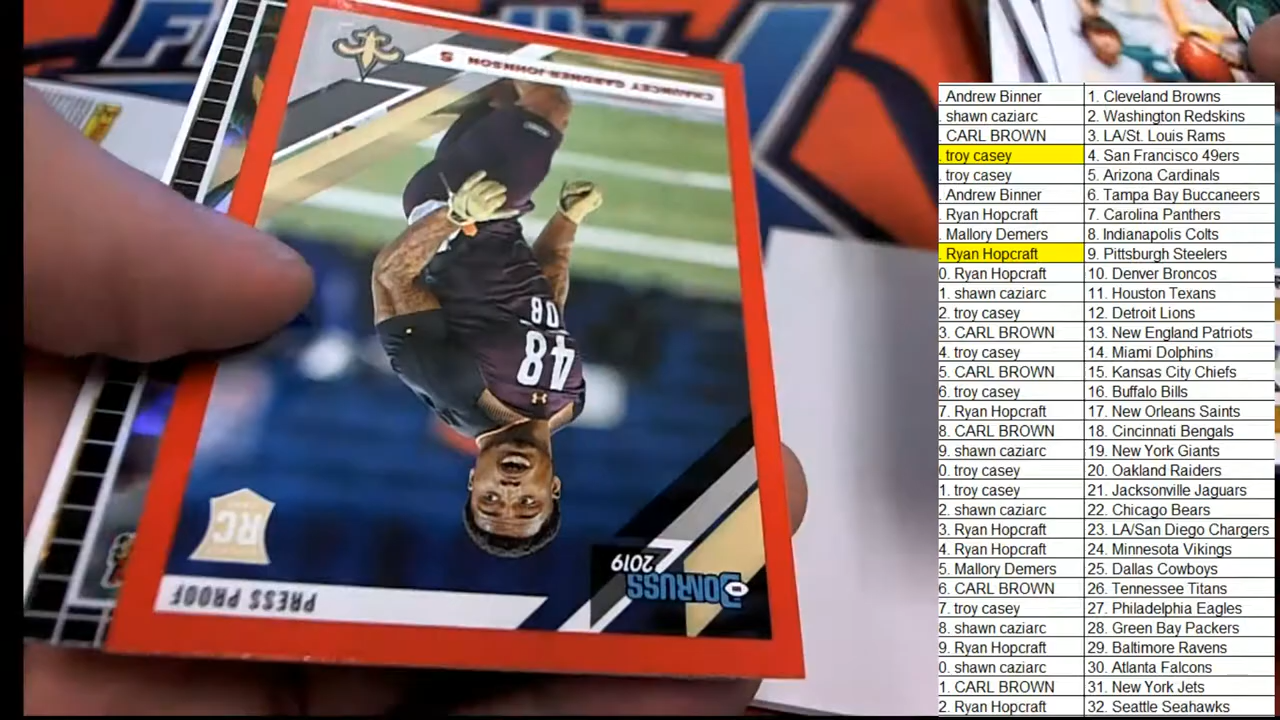 CHAUNCEY GARDNER-JOHNSON S
48
08
RC
PRESS PROOF
2019
DONRUSS
. Andrew Binner 1. Cleveland Browns
. shawn caziarc 2. Washington Redskins
. CARL BROWN 3. LA/St. Louis Rams
. troy casey 4. San Francisco 49ers
. troy casey 5. Arizona Cardinals
. Andrew Binner 6. Tampa Bay Buccaneers
. Ryan Hopcraft 7. Carolina Panthers
. Mallory Demers 8. Indianapolis Colts
. Ryan Hopcraft 9. Pittsburgh Steelers
0. Ryan Hopcraft 10. Denver Broncos
1. shawn caziarc 11. Houston Texans
2. troy casey 12. Detroit Lions
3. CARL BROWN 13. New England Patriots
4. troy casey 14. Miami Dolphins
5. CARL BROWN 15. Kansas City Chiefs
6. troy casey 16. Buffalo Bills
7. Ryan Hopcraft 17. New Orleans Saints
8. CARL BROWN 18. Cincinnati Bengals
9. shawn caziarc 19. New York Giants
0. troy casey 20. Oakland Raiders
1. troy casey 21. Jacksonville Jaguars
2. shawn caziarc 22. Chicago Bears
3. Ryan Hopcraft 23. LA/San Diego Chargers
4. Ryan Hopcraft 24. Minnesota Vikings
5. Mallory Demers 25. Dallas Cowboys
6. CARL BROWN 26. Tennessee Titans
7. troy casey 27. Philadelphia Eagles
8. shawn caziarc 28. Green Bay Packers
9. Ryan Hopcraft 29. Baltimore Ravens
0. shawn caziarc 30. Atlanta Falcons
1. CARL BROWN 31. New York Jets
2. Ryan Hopcraft 32. Seattle Seahawks